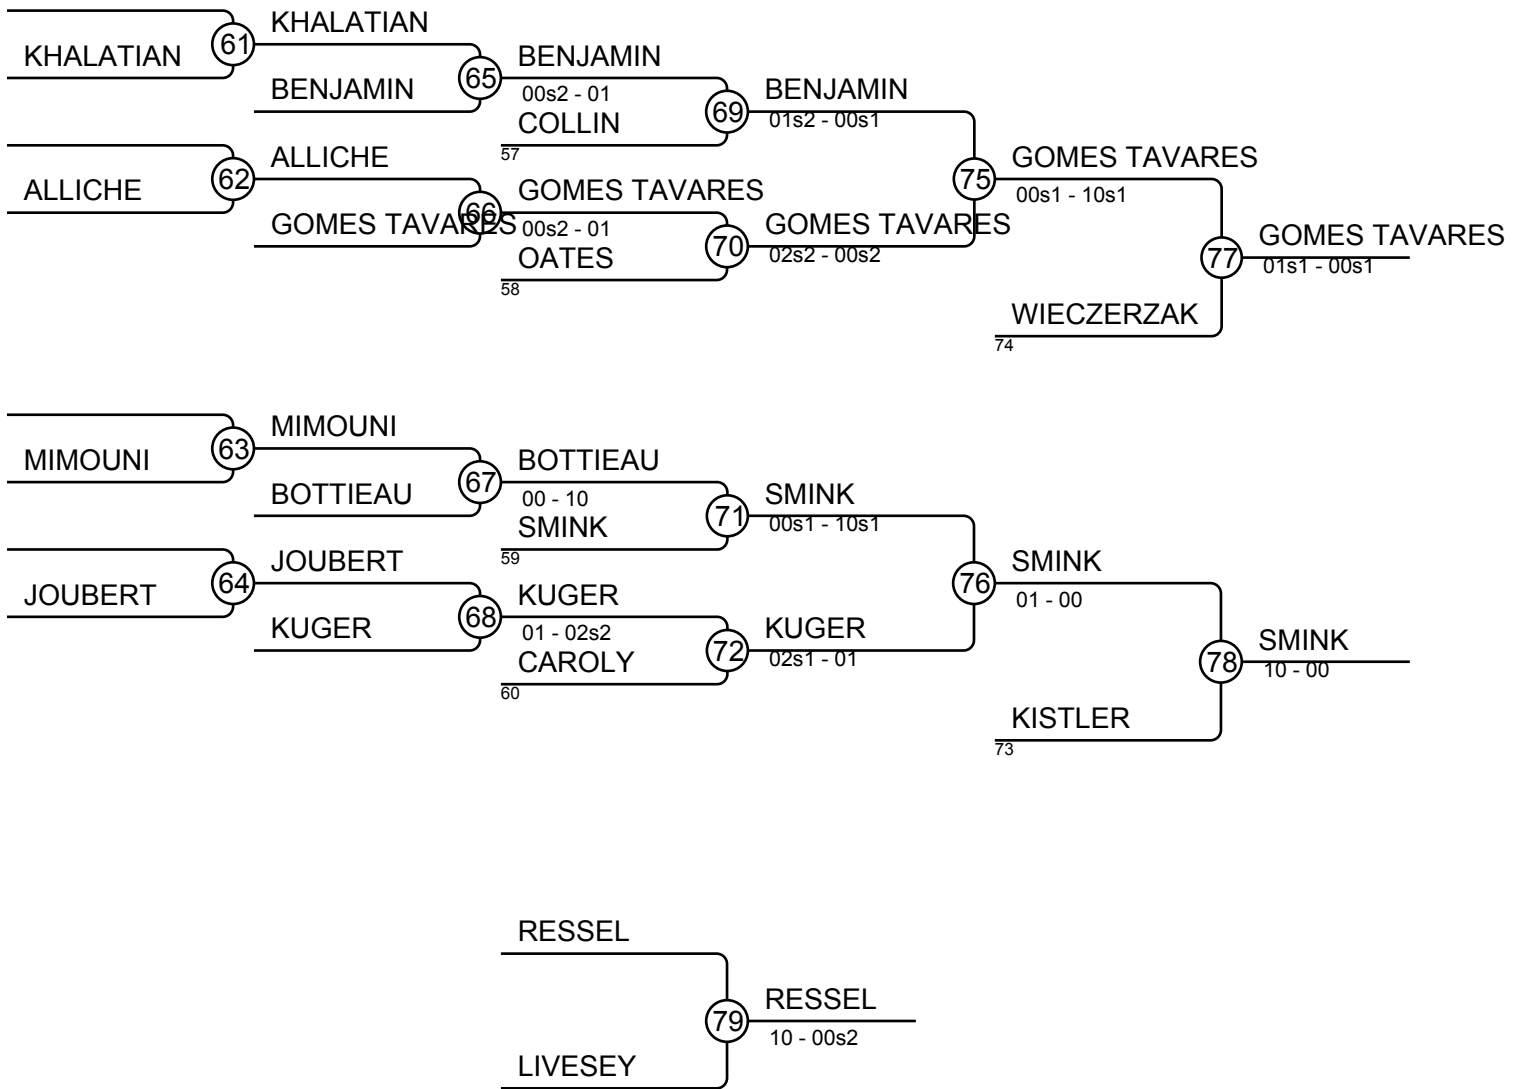 KHALATIAN
61
KHALATIAN
BENJAMIN
65
BENJAMIN
00s2 - 01
COLLIN
57
69
BENJAMIN
01s2 - 00s1
ALLICHE
62
ALLICHE
GOMES TAVARES
66
GOMES TAVARES
00s2 - 01
OATES
58
70
GOMES TAVARES
02s2 - 00s2
75
GOMES TAVARES
00s1 - 10s1
WIECZERZAK
74
77
GOMES TAVARES
01s1 - 00s1
MIMOUNI
63
MIMOUNI
BOTTIEAU
67
BOTTIEAU
00 - 10
SMINK
59
71
SMINK
00s1 - 10s1
JOUBERT
64
JOUBERT
KUGER
68
KUGER
01 - 02s2
CAROLY
60
72
KUGER
02s1 - 01
76
SMINK
01 - 00
KISTLER
73
78
SMINK
10 - 00
RESSEL
LIVESEY
79
RESSEL
10 - 00s2